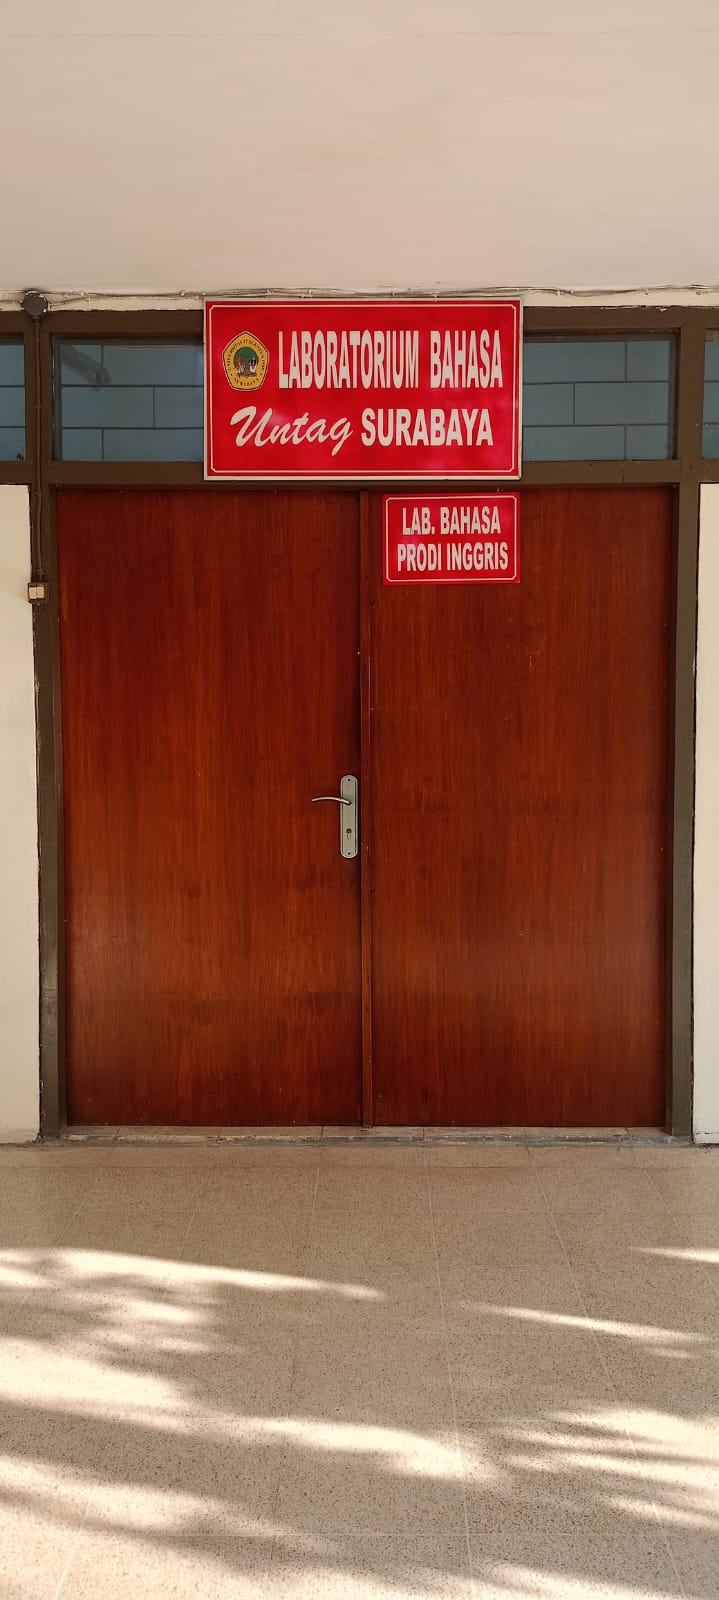 LABORATORIUM BAHASA
Untag SURABAYA
LAB. BAHASA
PRODI INGGRIS